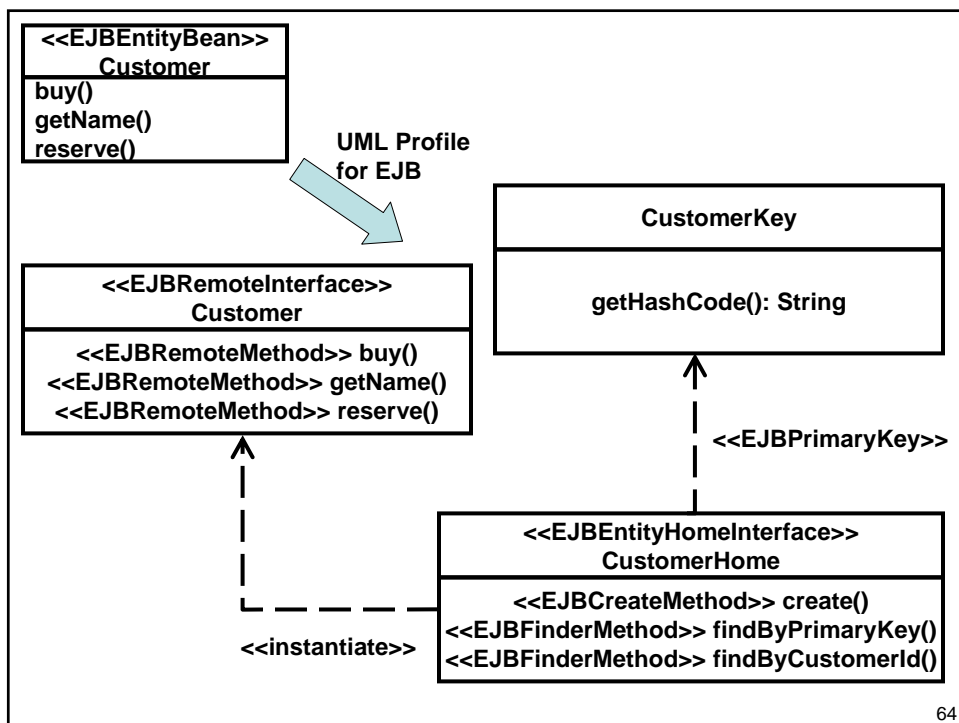 <<EJBEntityBean>>
Customer
buy()
getName()
reserve()
UML Profile
for EJB
CustomerKey
getHashCode(): String
<<EJBRemoteInterface>>
Customer
<<EJBRemoteMethod>> buy()
<<EJBRemoteMethod>> getName()
<<EJBRemoteMethod>> reserve()
<<EJBPrimaryKey>>
<<EJBEntityHomeInterface>>
CustomerHome
<<EJBCreateMethod>> create()
<<EJBFinderMethod>> findByPrimaryKey()
<<EJBFinderMethod>> findByCustomerId()
<<instantiate>>
64